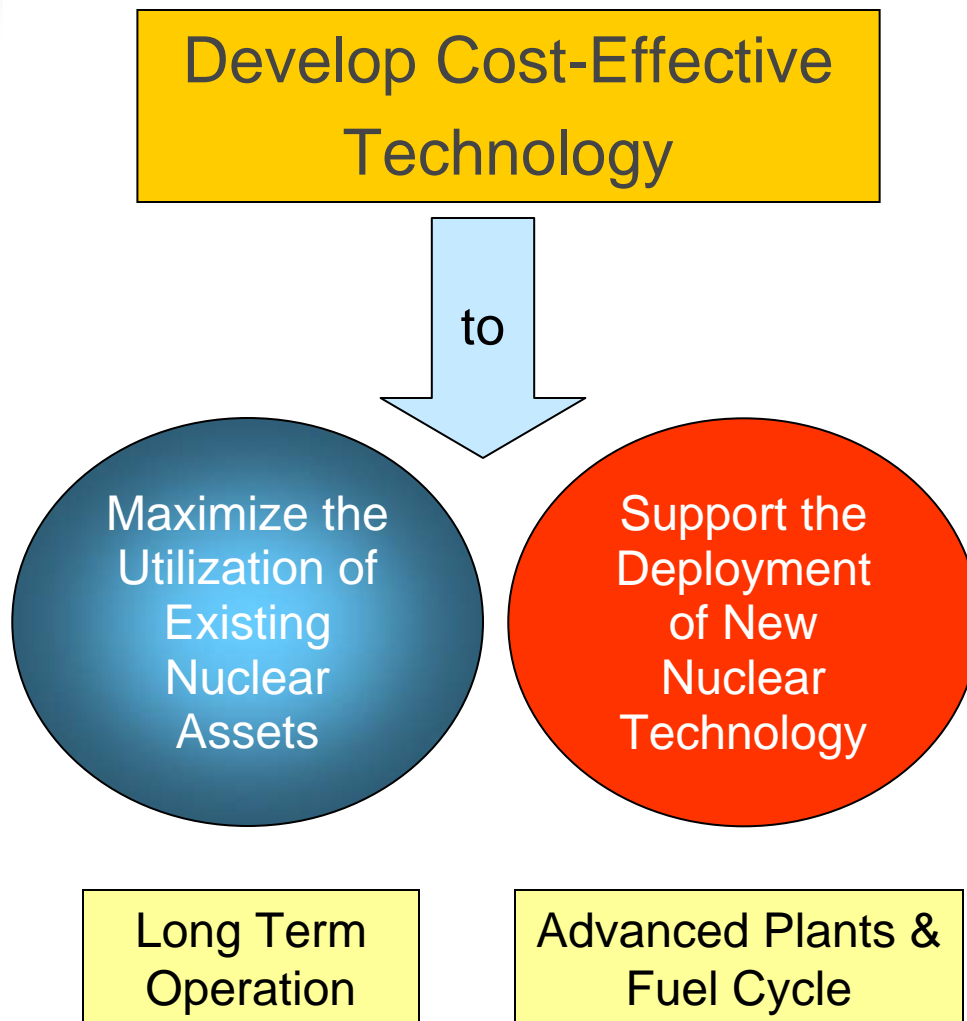 Develop Cost-Effective
Technology
to
Maximize the
Utilization of
Existing
Nuclear
Assets
Support the
Deployment
of New
Nuclear
Technology
Long Term
Operation
Advanced Plants &
Fuel Cycle